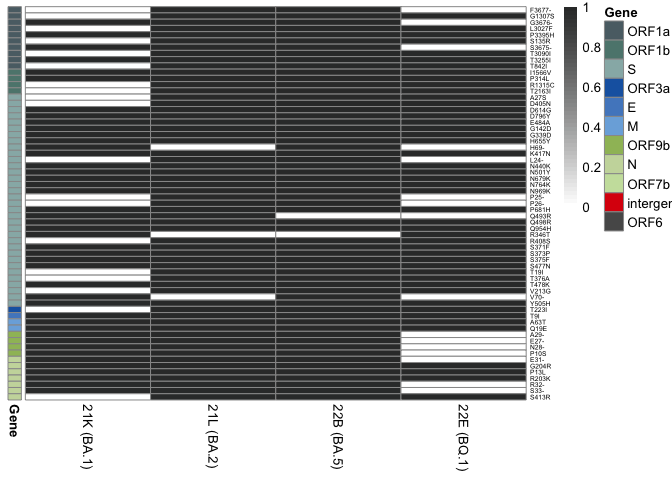 F3677-
G1307S
G3676-
L3027F
P3395H
S135R
S3675-
T3090I
T3255I
T842I
I1566V
P314L
R1315C
T2163I
A27S
D405N
D614G
D796Y
E484A
G142D
G339D
H655Y
H69-
K417N
L24-
N440K
N501Y
N679K
N764K
N969K
P25-
P26-
P681H
Q493R
Q498R
Q954H
R346T
R408S
S371F
S373P
S375F
S477N
T19I
T376A
T478K
V213G
V70-
Y505H
T223I
T9I
A63T
Q19E
A29-
E27-
N28-
P10S
E31-
G204R
P13L
R203K
R32-
S33-
S413R
Gene
21K (BA.1)
21L (BA.2)
22B (BA.5)
22E (BQ.1)
1
0.8
0.6
0.4
0.2
0
Gene
ORF1a
ORF1b
S
ORF3a
E
M
ORF9b
N
ORF7b
interger
ORF6